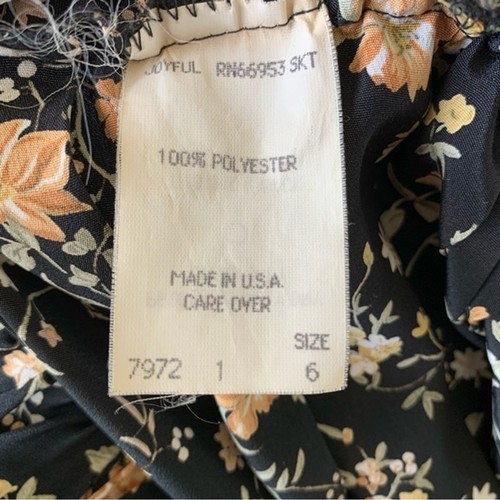 JOYFUL RN66953 SKT
100% POLYESTER
MADE IN U.S.A.
CARE OVER
SIZE
7972 1 6